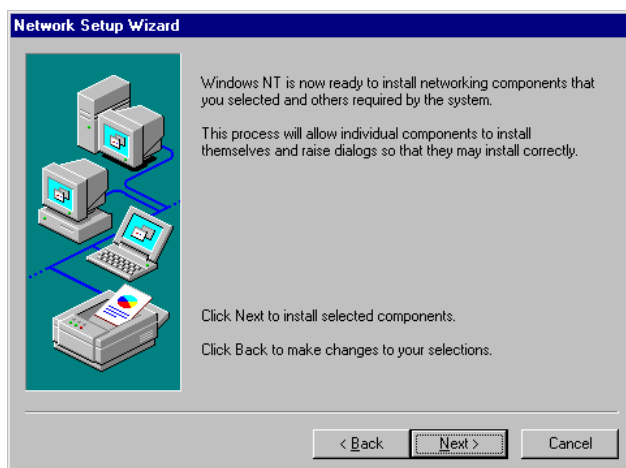 Network Setup Wizard
Windows NT is now ready to install networking components that
you selected and others required by the system.
This process will allow individual components to install
themselves and raise dialogs so that they may install correctly.
Click Next to install selected components.
Click Back to make changes to your selections.
< Back
Next >
Cancel